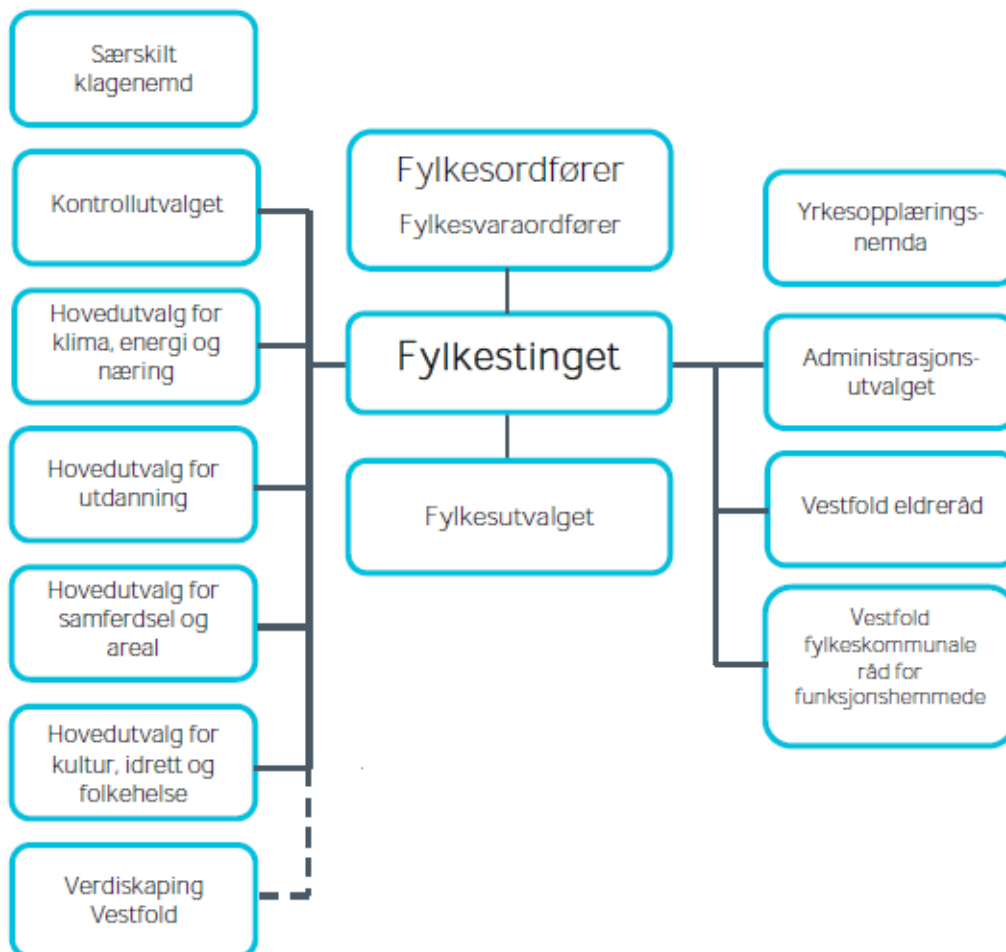 Særskilt
klagenemd
Kontrollutvalget
Hovedutvalg for
klima, energi og
næring
Hovedutvalg for
utdanning
Hovedutvalg for
samferdsel og
areal
Hovedutvalg for
kultur, idrett og
folkehelse
Verdiskaping
Vestfold
Fylkesordfører
Fylkesvaraordfører
Fylkestinget
Fylkesutvalget
Yrkesopplærings-
nemda
Administrasjons-
utvalget
Vestfold eldreråd
Vestfold
fylkeskommunale
råd for
funksjonshemmede